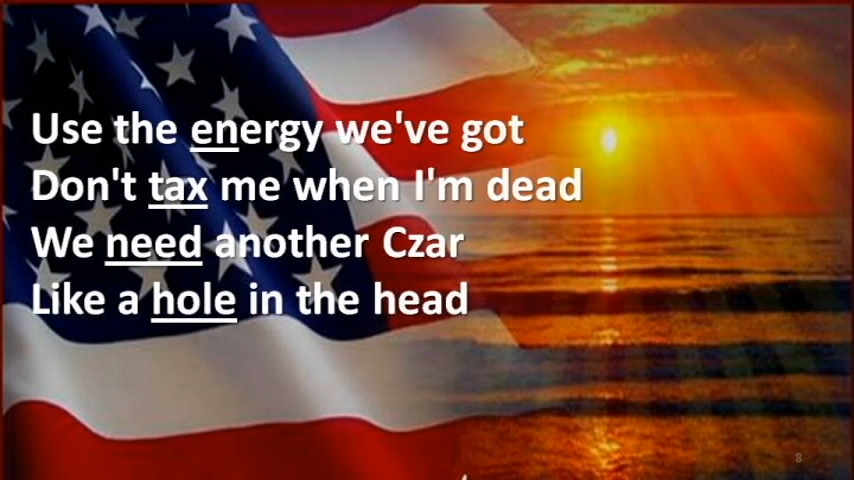 Use the energy we've got
Don't tax me when I'm dead
We need another Czar
Like a hole in the head
8